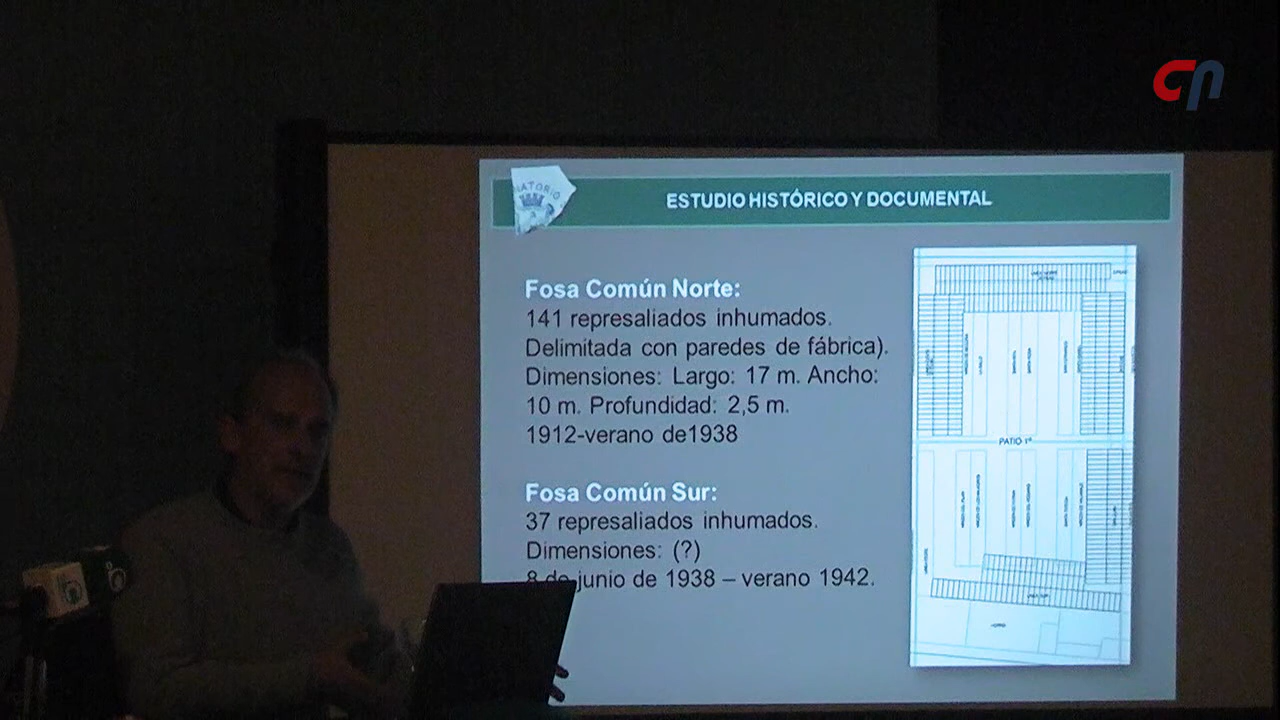 cn
NATORIO
ESTUDIO HISTÓRICO Y DOCUMENTAL
Fosa Común Norte:
141 represaliados inhumados.
Delimitada con paredes de fábrica).
Dimensiones: Largo: 17 m. Ancho:
10 m. Profundidad: 2,5 m.
1912-verano de1938
Fosa Común Sur:
37 represaliados inhumados.
Dimensiones: (?)
8 de junio de 1938 – verano 1942.
PATIO 1º